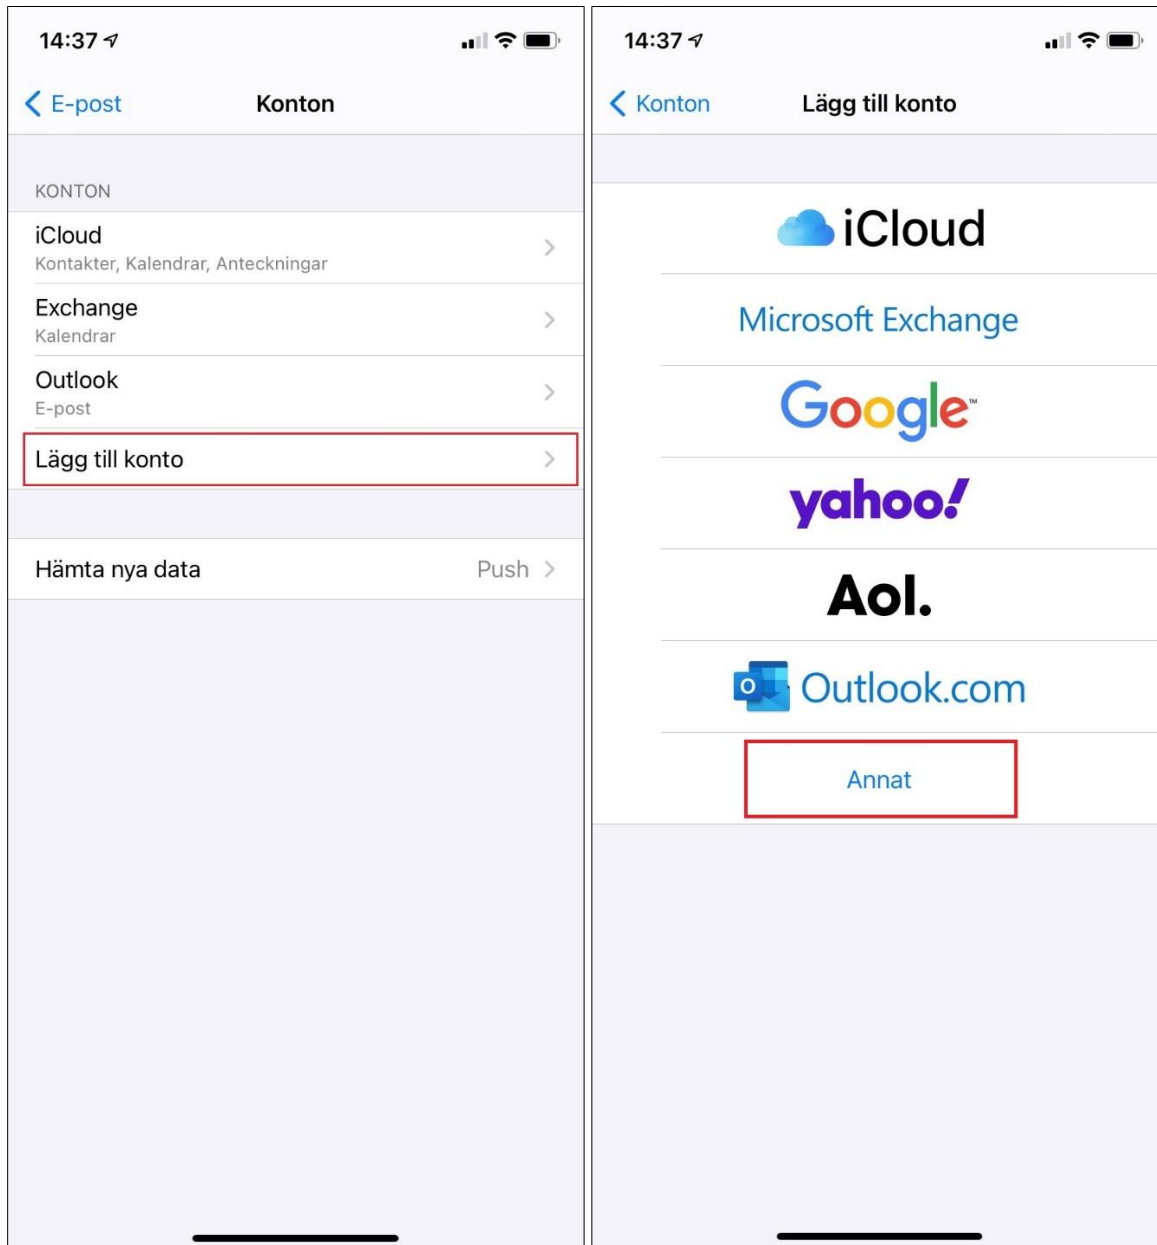 14:37
E-post
Konton
KONTON
iCloud
Kontakter, Kalendrar, Anteckningar
Exchange
Kalendrar
Outlook
E-post
Lägg till konto
Hämta nya data
Push
14:37
Konton
Lägg till konto
iCloud
Microsoft Exchange
Google™
yahoo!
Aol.
O Outlook.com
Annat